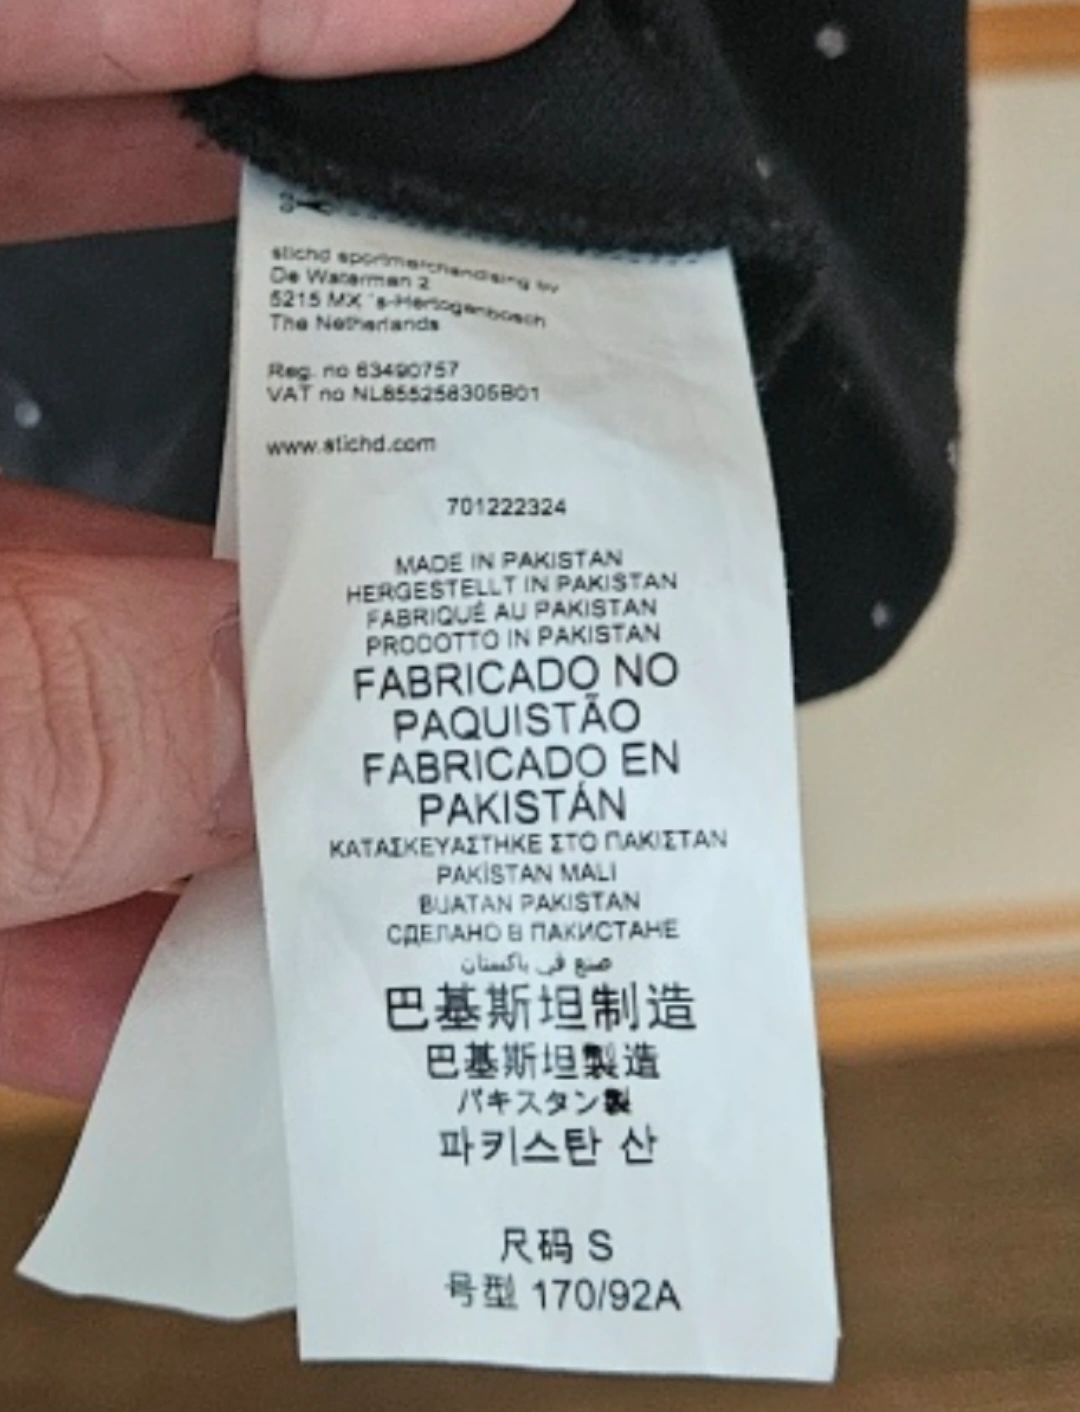 stichd sportmerchandising bv
De Waterman 2
5215 MX 's-Hertogenbosch
The Netherlands
Reg. no 63490757
VAT no NL855258305B01
www.stichd.com
701222324
MADE IN PAKISTAN
HERGESTELLT IN PAKISTAN
FABRIQUÉ AU PAKISTAN
PRODOTTO IN PAKISTAN
FABRICADO NO
PAQUISTÃO
FABRICADO EN
PAKISTÁN
ΚΑΤΑΣΚΕΥΑΣΤΗΚΕ ΣΤΟ ΠΑΚΙΣΤΑΝ
PAKİSTAN MALI
BUATAN PAKISTAN
СДЕЛАНО В ПАКИСТАНЕ
صنع في باكستان
巴基斯坦制造
巴基斯坦製造
パキスタン製
파키스탄 산
尺码 S
号型 170/92A